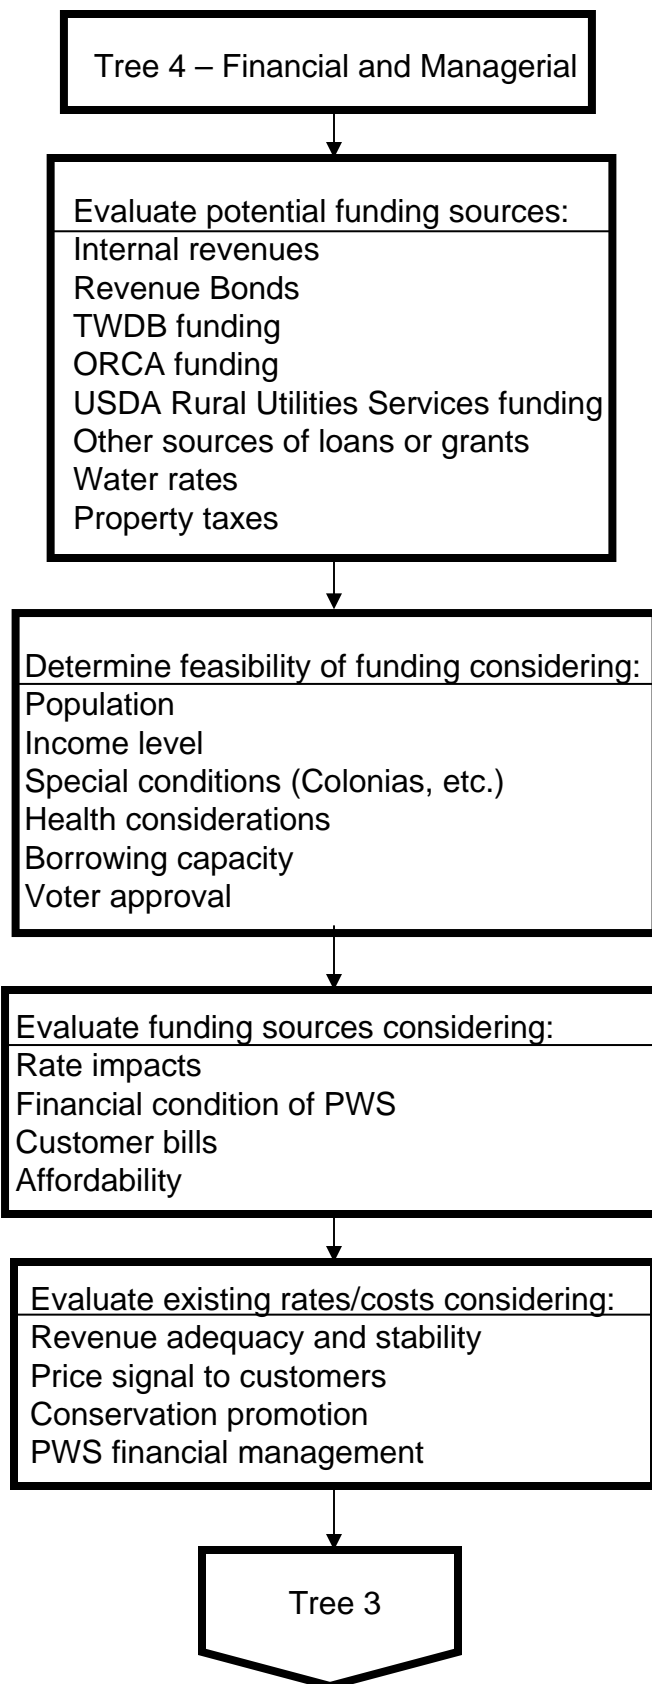 Tree 4 – Financial and Managerial
Evaluate potential funding sources:
Internal revenues
Revenue Bonds
TWDB funding
ORCA funding
USDA Rural Utilities Services funding
Other sources of loans or grants
Water rates
Property taxes
Determine feasibility of funding considering:
Population
Income level
Special conditions (Colonias, etc.)
Health considerations
Borrowing capacity
Voter approval
Evaluate funding sources considering:
Rate impacts
Financial condition of PWS
Customer bills
Affordability
Evaluate existing rates/costs considering:
Revenue adequacy and stability
Price signal to customers
Conservation promotion
PWS financial management
Tree 3